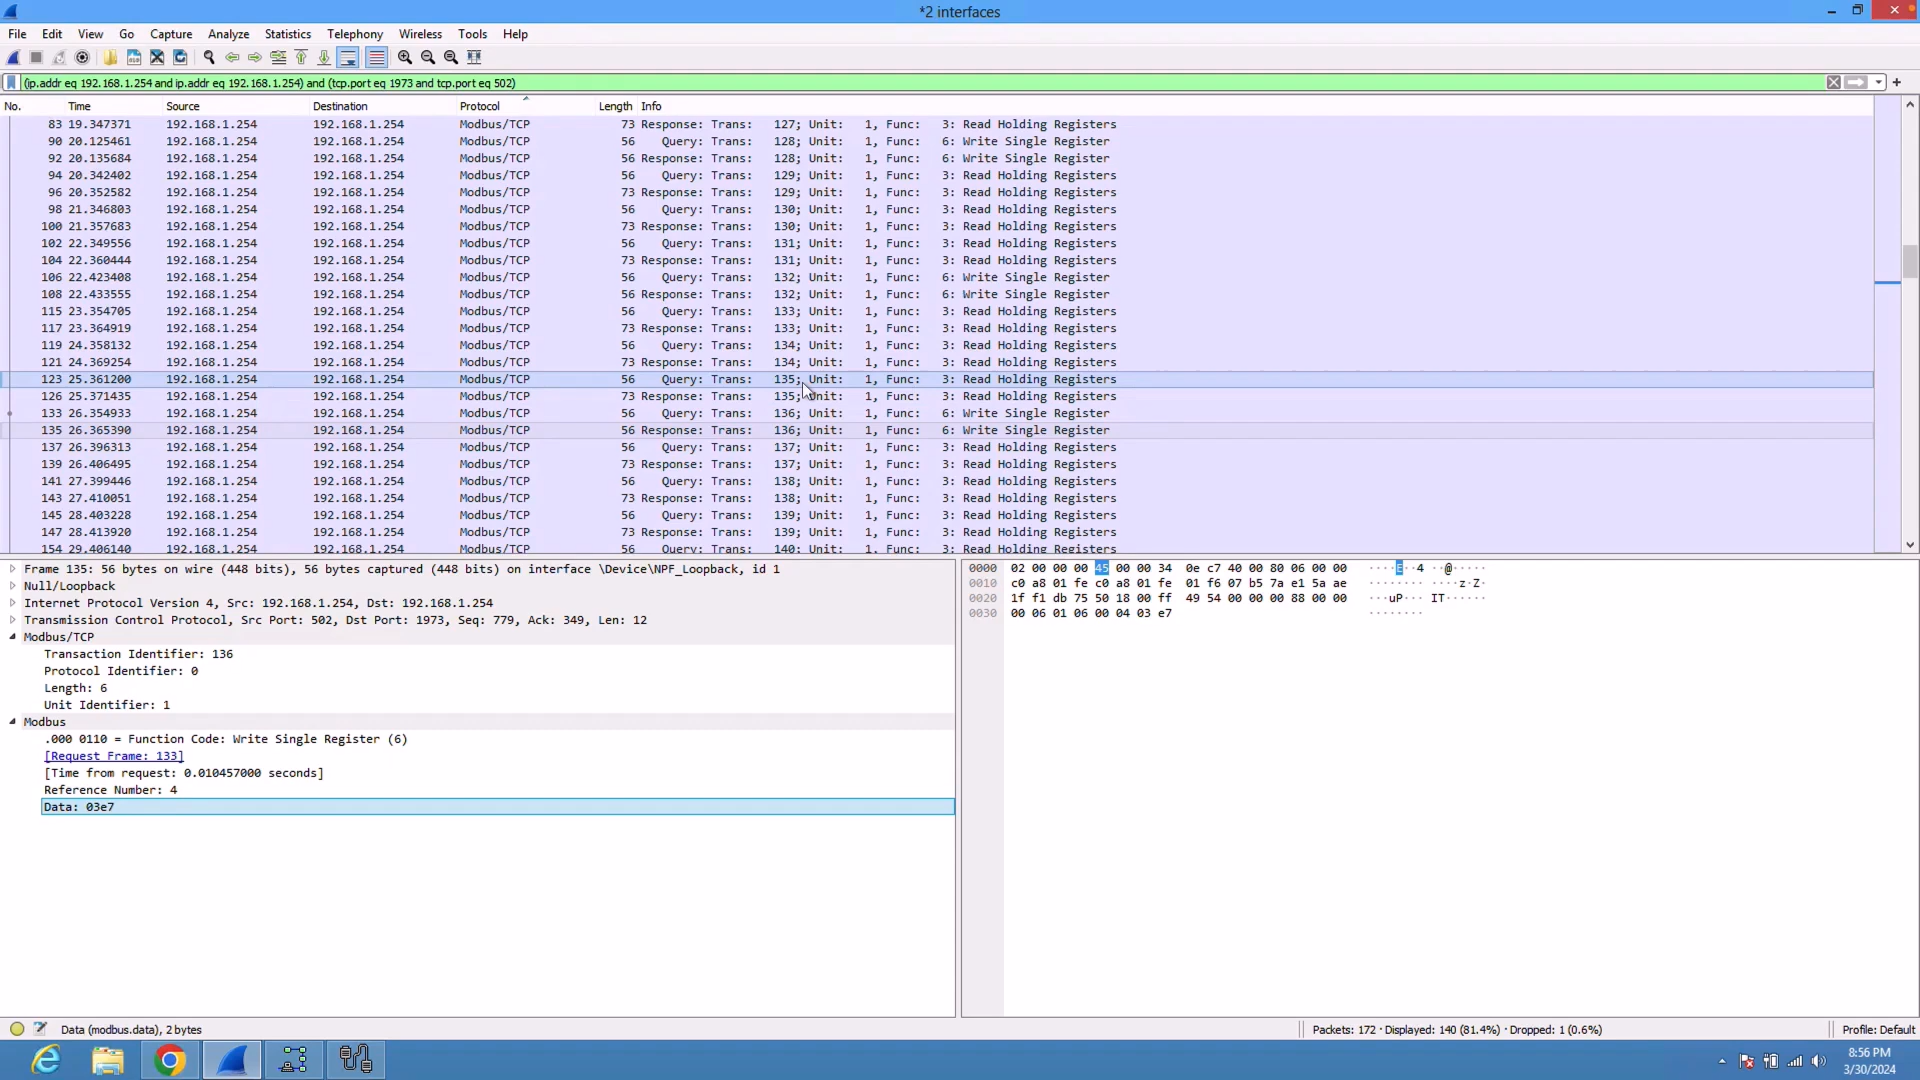 *2 interfaces
File Edit View Go Capture Analyze Statistics Telephony Wireless Tools Help
(ip.addr eq 192.168.1.254 and ip.addr eq 192.168.1.254) and (tcp.port eq 1973 and tcp.port eq 502)
No. Time Source Destination Protocol Length Info
83 19.347371 192.168.1.254 192.168.1.254 Modbus/TCP 73 Response: Trans: 127; Unit: 1, Func: 3: Read Holding Registers
90 20.125461 192.168.1.254 192.168.1.254 Modbus/TCP 56 Query: Trans: 128; Unit: 1, Func: 6: Write Single Register
92 20.135684 192.168.1.254 192.168.1.254 Modbus/TCP 56 Response: Trans: 128; Unit: 1, Func: 6: Write Single Register
94 20.342402 192.168.1.254 192.168.1.254 Modbus/TCP 56 Query: Trans: 129; Unit: 1, Func: 3: Read Holding Registers
96 20.352582 192.168.1.254 192.168.1.254 Modbus/TCP 73 Response: Trans: 129; Unit: 1, Func: 3: Read Holding Registers
98 21.346803 192.168.1.254 192.168.1.254 Modbus/TCP 56 Query: Trans: 130; Unit: 1, Func: 3: Read Holding Registers
100 21.357683 192.168.1.254 192.168.1.254 Modbus/TCP 73 Response: Trans: 130; Unit: 1, Func: 3: Read Holding Registers
102 22.349556 192.168.1.254 192.168.1.254 Modbus/TCP 56 Query: Trans: 131; Unit: 1, Func: 3: Read Holding Registers
104 22.360444 192.168.1.254 192.168.1.254 Modbus/TCP 73 Response: Trans: 131; Unit: 1, Func: 3: Read Holding Registers
106 22.423408 192.168.1.254 192.168.1.254 Modbus/TCP 56 Query: Trans: 132; Unit: 1, Func: 6: Write Single Register
108 22.433555 192.168.1.254 192.168.1.254 Modbus/TCP 56 Response: Trans: 132; Unit: 1, Func: 6: Write Single Register
115 23.354705 192.168.1.254 192.168.1.254 Modbus/TCP 56 Query: Trans: 133; Unit: 1, Func: 3: Read Holding Registers
117 23.364919 192.168.1.254 192.168.1.254 Modbus/TCP 73 Response: Trans: 133; Unit: 1, Func: 3: Read Holding Registers
119 24.358132 192.168.1.254 192.168.1.254 Modbus/TCP 56 Query: Trans: 134; Unit: 1, Func: 3: Read Holding Registers
121 24.369254 192.168.1.254 192.168.1.254 Modbus/TCP 73 Response: Trans: 134; Unit: 1, Func: 3: Read Holding Registers
123 25.361200 192.168.1.254 192.168.1.254 Modbus/TCP 56 Query: Trans: 135; Unit: 1, Func: 3: Read Holding Registers
126 25.371435 192.168.1.254 192.168.1.254 Modbus/TCP 73 Response: Trans: 135; Unit: 1, Func: 3: Read Holding Registers
133 26.354933 192.168.1.254 192.168.1.254 Modbus/TCP 56 Query: Trans: 136; Unit: 1, Func: 6: Write Single Register
135 26.365390 192.168.1.254 192.168.1.254 Modbus/TCP 56 Response: Trans: 136; Unit: 1, Func: 6: Write Single Register
137 26.396313 192.168.1.254 192.168.1.254 Modbus/TCP 56 Query: Trans: 137; Unit: 1, Func: 3: Read Holding Registers
139 26.406495 192.168.1.254 192.168.1.254 Modbus/TCP 73 Response: Trans: 137; Unit: 1, Func: 3: Read Holding Registers
141 27.399446 192.168.1.254 192.168.1.254 Modbus/TCP 56 Query: Trans: 138; Unit: 1, Func: 3: Read Holding Registers
143 27.410051 192.168.1.254 192.168.1.254 Modbus/TCP 73 Response: Trans: 138; Unit: 1, Func: 3: Read Holding Registers
145 28.403228 192.168.1.254 192.168.1.254 Modbus/TCP 56 Query: Trans: 139; Unit: 1, Func: 3: Read Holding Registers
147 28.413920 192.168.1.254 192.168.1.254 Modbus/TCP 73 Response: Trans: 139; Unit: 1, Func: 3: Read Holding Registers
154 29.406140 192.168.1.254 192.168.1.254 Modbus/TCP 56 Query: Trans: 140; Unit: 1, Func: 3: Read Holding Registers
Frame 135: 56 bytes on wire (448 bits), 56 bytes captured (448 bits) on interface \Device\NPF_Loopback, id 1
Null/Loopback
Internet Protocol Version 4, Src: 192.168.1.254, Dst: 192.168.1.254
Transmission Control Protocol, Src Port: 502, Dst Port: 1973, Seq: 779, Ack: 349, Len: 12
Modbus/TCP
Transaction Identifier: 136
Protocol Identifier: 0
Length: 6
Unit Identifier: 1
Modbus
.000 0110 = Function Code: Write Single Register (6)
[Request Frame: 133]
[Time from request: 0.010457000 seconds]
Reference Number: 4
Data: 03e7
0000 02 00 00 00 45 00 00 34 0e c7 40 00 80 06 00 00 ····E··4 ··@·····
0010 c0 a8 01 fe c0 a8 01 fe 01 f6 07 b5 7a e1 5a ae ········ ····z·Z·
0020 1f f1 db 75 50 18 00 ff 49 54 00 00 00 88 00 00 ···uP··· IT······
0030 00 06 01 06 00 04 03 e7 ········
Data (modbus.data), 2 bytes
Packets: 172 · Displayed: 140 (81.4%) · Dropped: 1 (0.6%)
Profile: Default
8:56 PM
3/30/2024